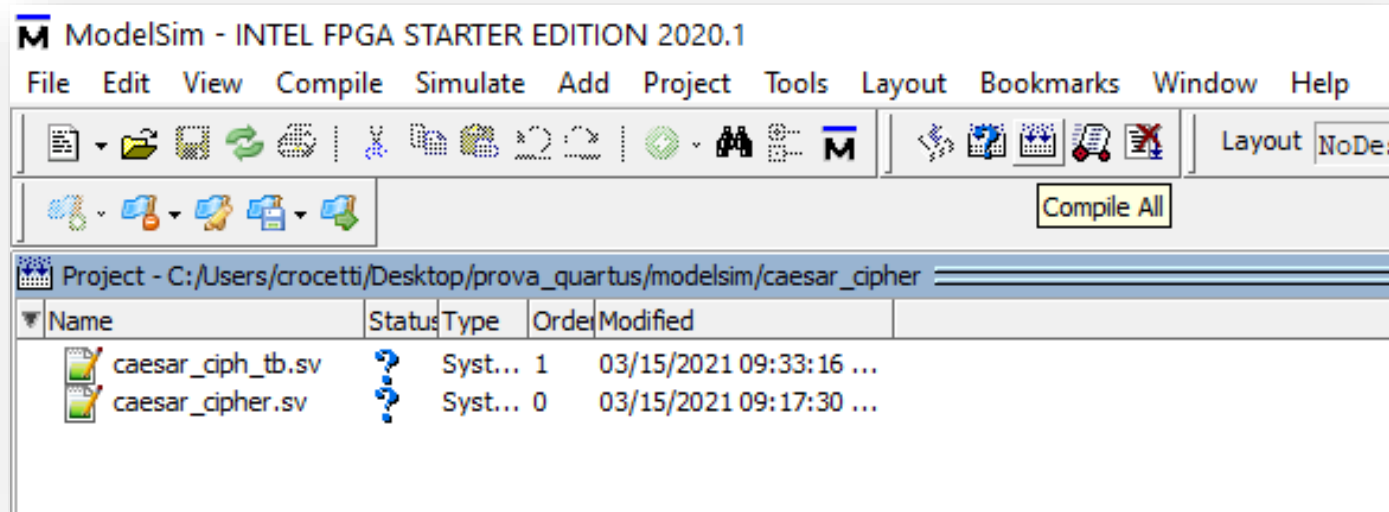 ModelSim - INTEL FPGA STARTER EDITION 2020.1
File Edit View Compile Simulate Add Project Tools Layout Bookmarks Window Help
Layout NoDe
Compile All
Project - C:/Users/crocetti/Desktop/prova_quartus/modelsim/caesar_cipher
Name Status Type Order Modified
caesar_ciph_tb.sv Syst... 1 03/15/2021 09:33:16 ...
caesar_cipher.sv Syst... 0 03/15/2021 09:17:30 ...